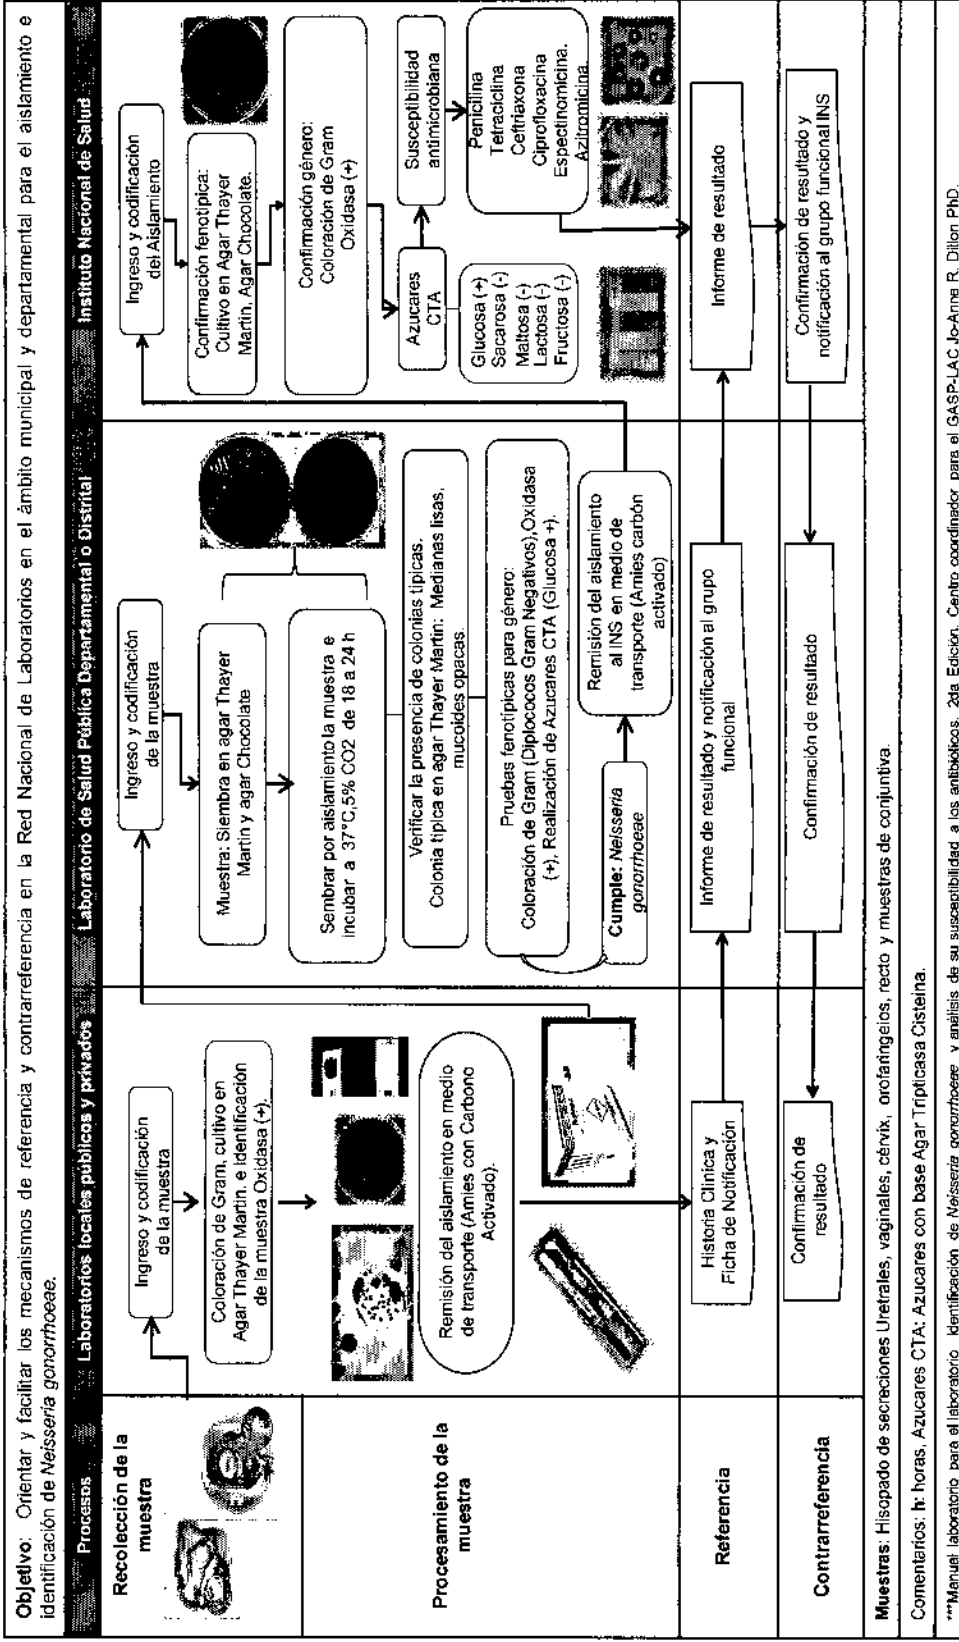 Objetivo: Orientar y facilitar los mecanismos de referencia y contrarreferencia en la Red Nacional de Laboratorios en el ámbito municipal y departamental para el aislamiento e
identificación de Neisseria gonorrhoeae.
Procesos
Laboratorios locales públicos y privados
Laboratorio de Salud Pública Departamental o Distrital
Instituto Nacional de Salud
Recolección de la
muestra
Ingreso y codificación
de la muestra
Coloración de Gram, cultivo en
Agar Thayer Martin. e Identificación
de la muestra Oxidasa (+).
Ingreso y codificación
de la muestra
Muestra: Siembra en agar Thayer
Martin y agar Chocolate
Ingreso y codificación
del Aislamiento
Confirmación fenotípica:
Cultivo en Agar Thayer
Martin, Agar Chocolate.
Procesamiento de la
muestra
Remisión del aislamiento en medio
de transporte (Amies con Carbono
Activado).
Sembrar por aislamiento la muestra e
incubar a 37°C,5% CO2 de 18 a 24 h
Verificar la presencia de colonias típicas.
Colonia típica en agar Thayer Martin: Medianas lisas,
mucoides opacas.
Pruebas fenotípicas para género:
Coloración de Gram (Diplococos Gram Negativos),Oxidasa
(+). Realización de Azucares CTA (Glucosa +).
Cumple: Neisseria
gonorrhoeae
Remisión del aislamiento
al INS en medio de
transporte (Amies carbón
activado)
Confirmación género:
Coloración de Gram
Oxidasa (+)
Azucares
CTA
Susceptibilidad
antimicrobiana
Glucosa (+)
Sacarosa (-)
Maltosa (-)
Lactosa (-)
Fructosa (-)
Penicilina
Tetraciclina
Ceftriaxona
Ciprofloxacina
Espectinomicina.
Azitromicina.
Referencia
Historia Clínica y
Ficha de Notificación
Informe de resultado y notificación al grupo
funcional
Informe de resultado
Contrarreferencia
Confirmación de
resultado
Confirmación de resultado
Confirmación de resultado y
notificación al grupo funcional INS
Muestras: Hisopado de secreciones Uretrales, vaginales, cérvix, orofaríngeios, recto y muestras de conjuntiva.
Comentarios: h: horas, Azucares CTA: Azucares con base Agar Tripticasa Cisteina.
***Manual laboratorio para el laboratorio identificación de Neisseria gonorrhoeae y análisis de su susceptibilidad a los antibióticos. 2da Edición. Centro coordinador para el GASP-LAC Jo-Anne R. Dillon PhD.